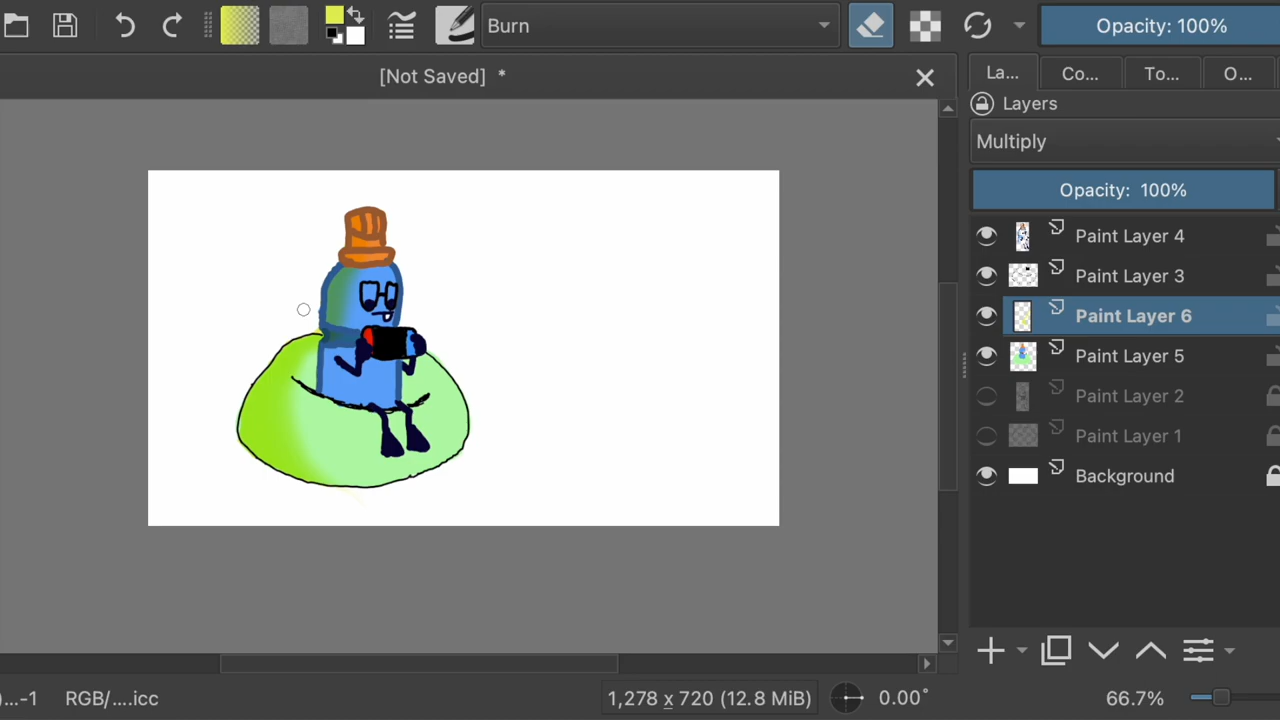 Burn
Opacity: 100%
[Not Saved] *
La...
Co...
To...
O...
Layers
Multiply
Opacity: 100%
Paint Layer 4
Paint Layer 3
Paint Layer 6
Paint Layer 5
Paint Layer 2
Paint Layer 1
Background
)...-1
RGB/....icc
1,278 x 720 (12.8 MiB)
0.00°
66.7%